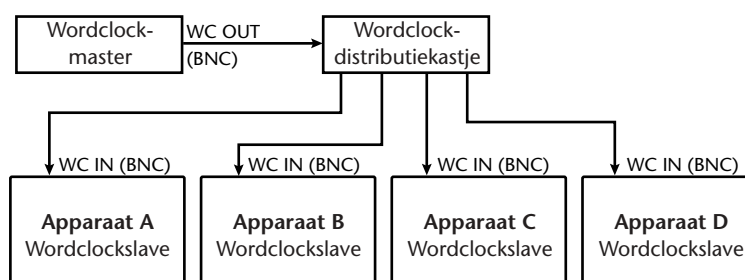 Wordclock-
master
WC OUT
(BNC)
Wordclock-
distributiekastje
WC IN (BNC)
WC IN (BNC)
WC IN (BNC)
WC IN (BNC)
Apparaat A
Wordclockslave
Apparaat B
Wordclockslave
Apparaat C
Wordclockslave
Apparaat D
Wordclockslave